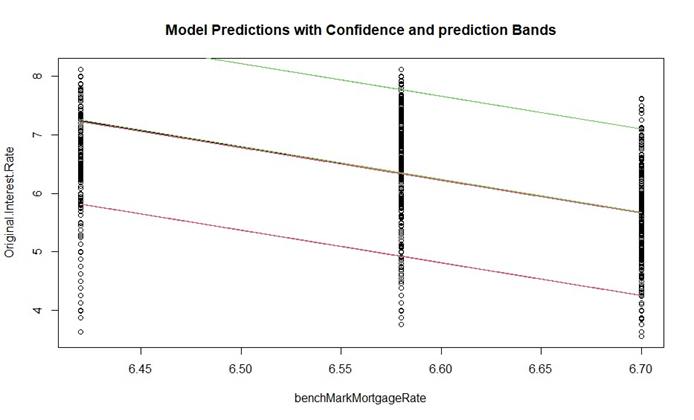 Model Predictions with Confidence and prediction Bands
Original.Interest.Rate
8
7
6
5
4
6.45 6.50 6.55 6.60 6.65 6.70
benchMarkMortgageRate